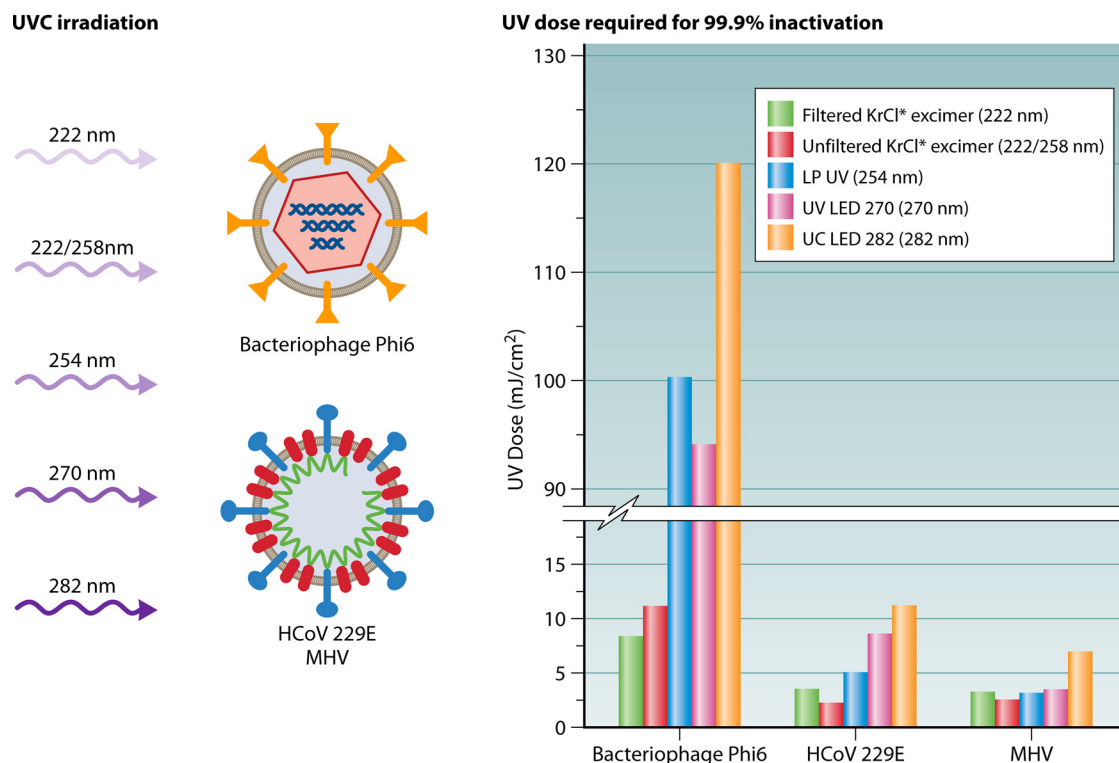 UVC irradiation
222 nm
222/258nm
254 nm
270 nm
282 nm
Bacteriophage Phi6
HCoV 229E
MHV
UV dose required for 99.9% inactivation
UV Dose (mJ/cm²)
130
120
110
100
90
15
10
5
0
Filtered KrCl* excimer (222 nm)
Unfiltered KrCl* excimer (222/258 nm)
LP UV (254 nm)
UV LED 270 (270 nm)
UC LED 282 (282 nm)
Bacteriophage Phi6
HCoV 229E
MHV